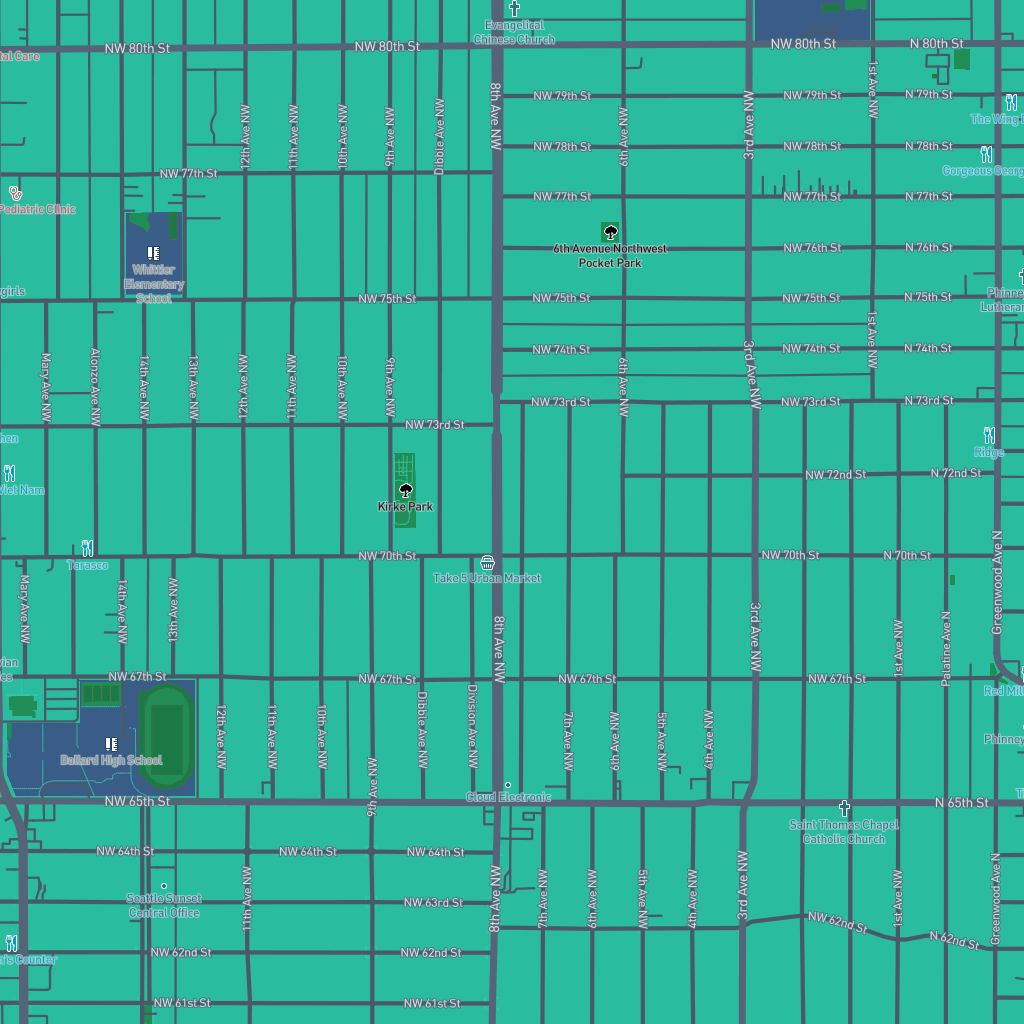 Evangelical
Chinese Church
NW 80th St
NW 80th St
NW 80th St
N 80th St
tal Care
8th Ave NW
1st Ave NW
NW 79th St
NW 79th St
N 79th St
The Wing
12th Ave NW
11th Ave NW
10th Ave NW
9th Ave NW
Dibble Ave NW
6th Ave NW
3rd Ave NW
NW 78th St
NW 78th St
N 78th St
Gorgeous Georg
NW 77th St
NW 77th St
NW 77th St
N 77th St
Pediatric Clinic
6th Avenue Northwest
Pocket Park
NW 76th St
N 76th St
Whittier
Elementary
School
girls
NW 75th St
NW 75th St
NW 75th St
N 75th St
Phinne
Lutheran
1st Ave NW
NW 74th St
NW 74th St
N 74th St
Mary Ave NW
Alonzo Ave NW
14th Ave NW
13th Ave NW
12th Ave NW
11th Ave NW
10th Ave NW
9th Ave NW
6th Ave NW
3rd Ave NW
NW 73rd St
NW 73rd St
N 73rd St
NW 73rd St
hen
Ridge
NW 72nd St
N 72nd St
Viet Nam
Kirke Park
NW 70th St
NW 70th St
N 70th St
Tarasco
Take 5 Urban Market
Greenwood Ave N
Mary Ave NW
14th Ave NW
13th Ave NW
8th Ave NW
3rd Ave NW
1st Ave NW
Palatine Ave N
vian
es
NW 67th St
NW 67th St
NW 67th St
Red Mil
12th Ave NW
11th Ave NW
10th Ave NW
9th Ave NW
Dibble Ave NW
Division Ave NW
7th Ave NW
6th Ave NW
5th Ave NW
4th Ave NW
Phinney
Ballard High School
NW 65th St
Cloud Electronic
N 65th St
Saint Thomas Chapel
Catholic Church
NW 64th St
NW 64th St
NW 64th St
11th Ave NW
8th Ave NW
7th Ave NW
6th Ave NW
5th Ave NW
4th Ave NW
3rd Ave NW
1st Ave NW
Greenwood Ave N
Seattle Sunset
Central Office
NW 63rd St
NW 62nd St
N 62nd St
NW 62nd St
NW 62nd St
n's Counter
NW 61st St
NW 61st St